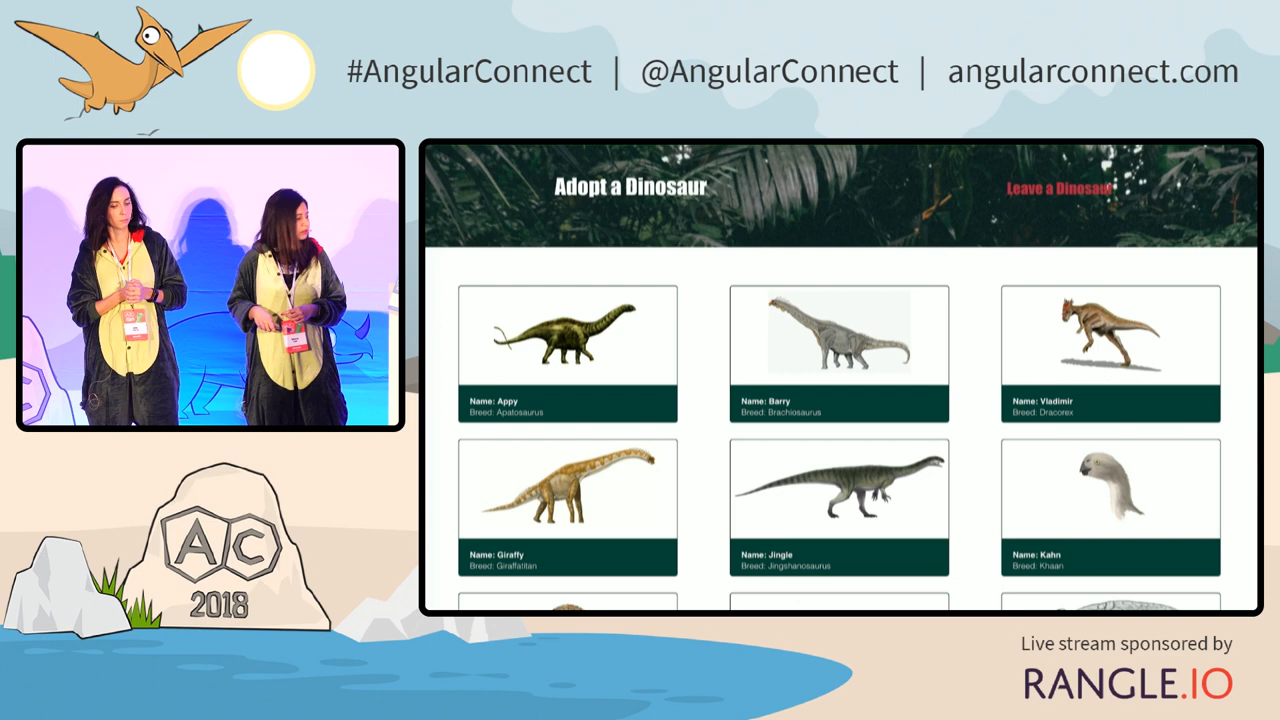 #AngularConnect | @AngularConnect | angularconnect.com
Adopt a Dinosaur
Leave a Dinosaur
Name: Appy
Breed: Apatosaurus
Name: Barry
Breed: Brachiosaurus
Name: Vladimir
Breed: Dracorex
Name: Giraffy
Breed: Giraffatitan
Name: Jingle
Breed: Jingshanosaurus
Name: Kahn
Breed: Khaan
AC
2018
Live stream sponsored by
RANGLE.IO